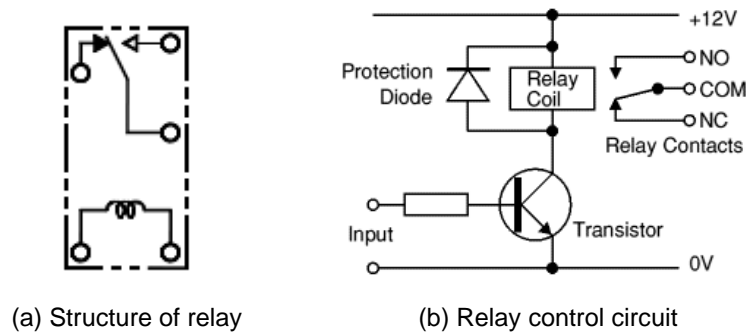 +12V
Protection
Diode
Relay
Coil
NO
COM
NC
Relay Contacts
Input
Transistor
0V
(a) Structure of relay
(b) Relay control circuit